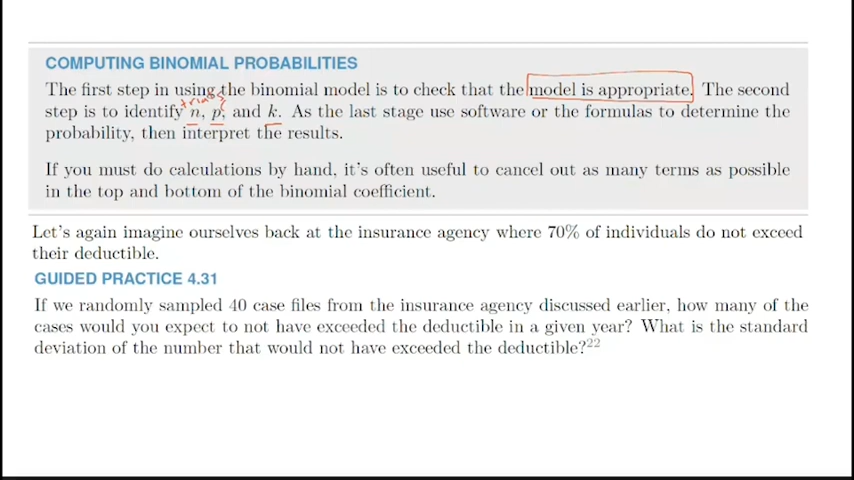 COMPUTING BINOMIAL PROBABILITIES
The first step in using the binomial model is to check that the model is appropriate. The second
trials
step is to identify n, p, and k. As the last stage use software or the formulas to determine the
probability, then interpret the results.
If you must do calculations by hand, it's often useful to cancel out as many terms as possible
in the top and bottom of the binomial coefficient.
Let's again imagine ourselves back at the insurance agency where 70% of individuals do not exceed
their deductible.
GUIDED PRACTICE 4.31
If we randomly sampled 40 case files from the insurance agency discussed earlier, how many of the
cases would you expect to not have exceeded the deductible in a given year? What is the standard
deviation of the number that would not have exceeded the deductible?22